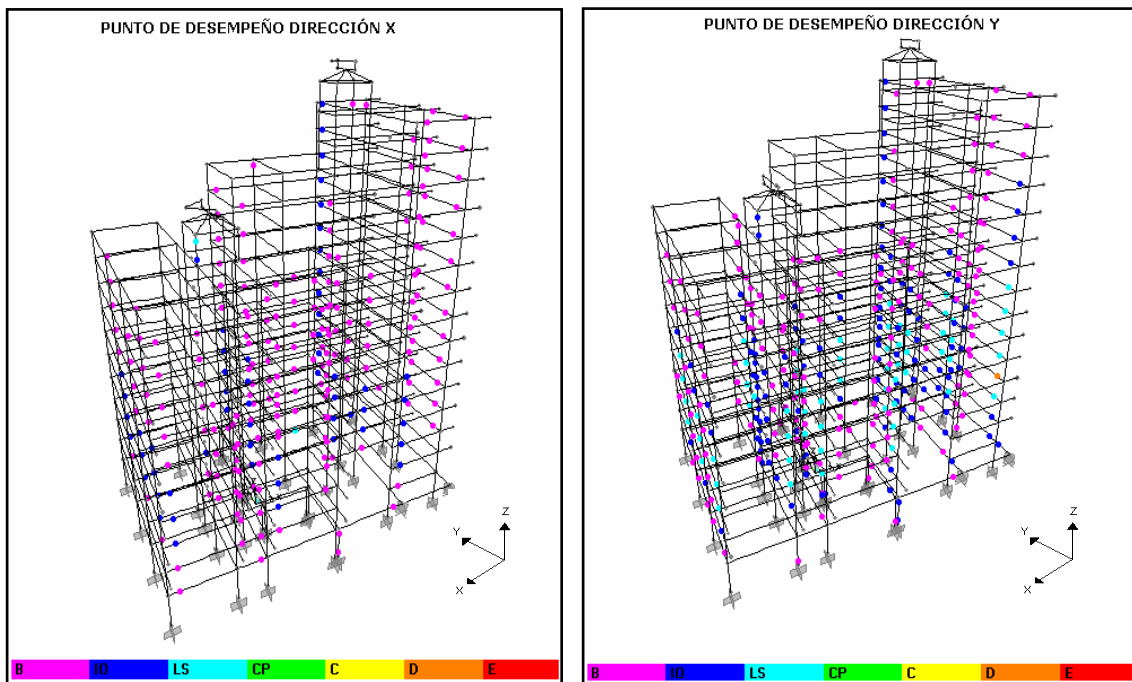 PUNTO DE DESEMPEÑO DIRECCIÓN X
Z
Y
X
B IO LS CP C D E
PUNTO DE DESEMPEÑO DIRECCIÓN Y
Z
Y
X
B IO LS CP C D E